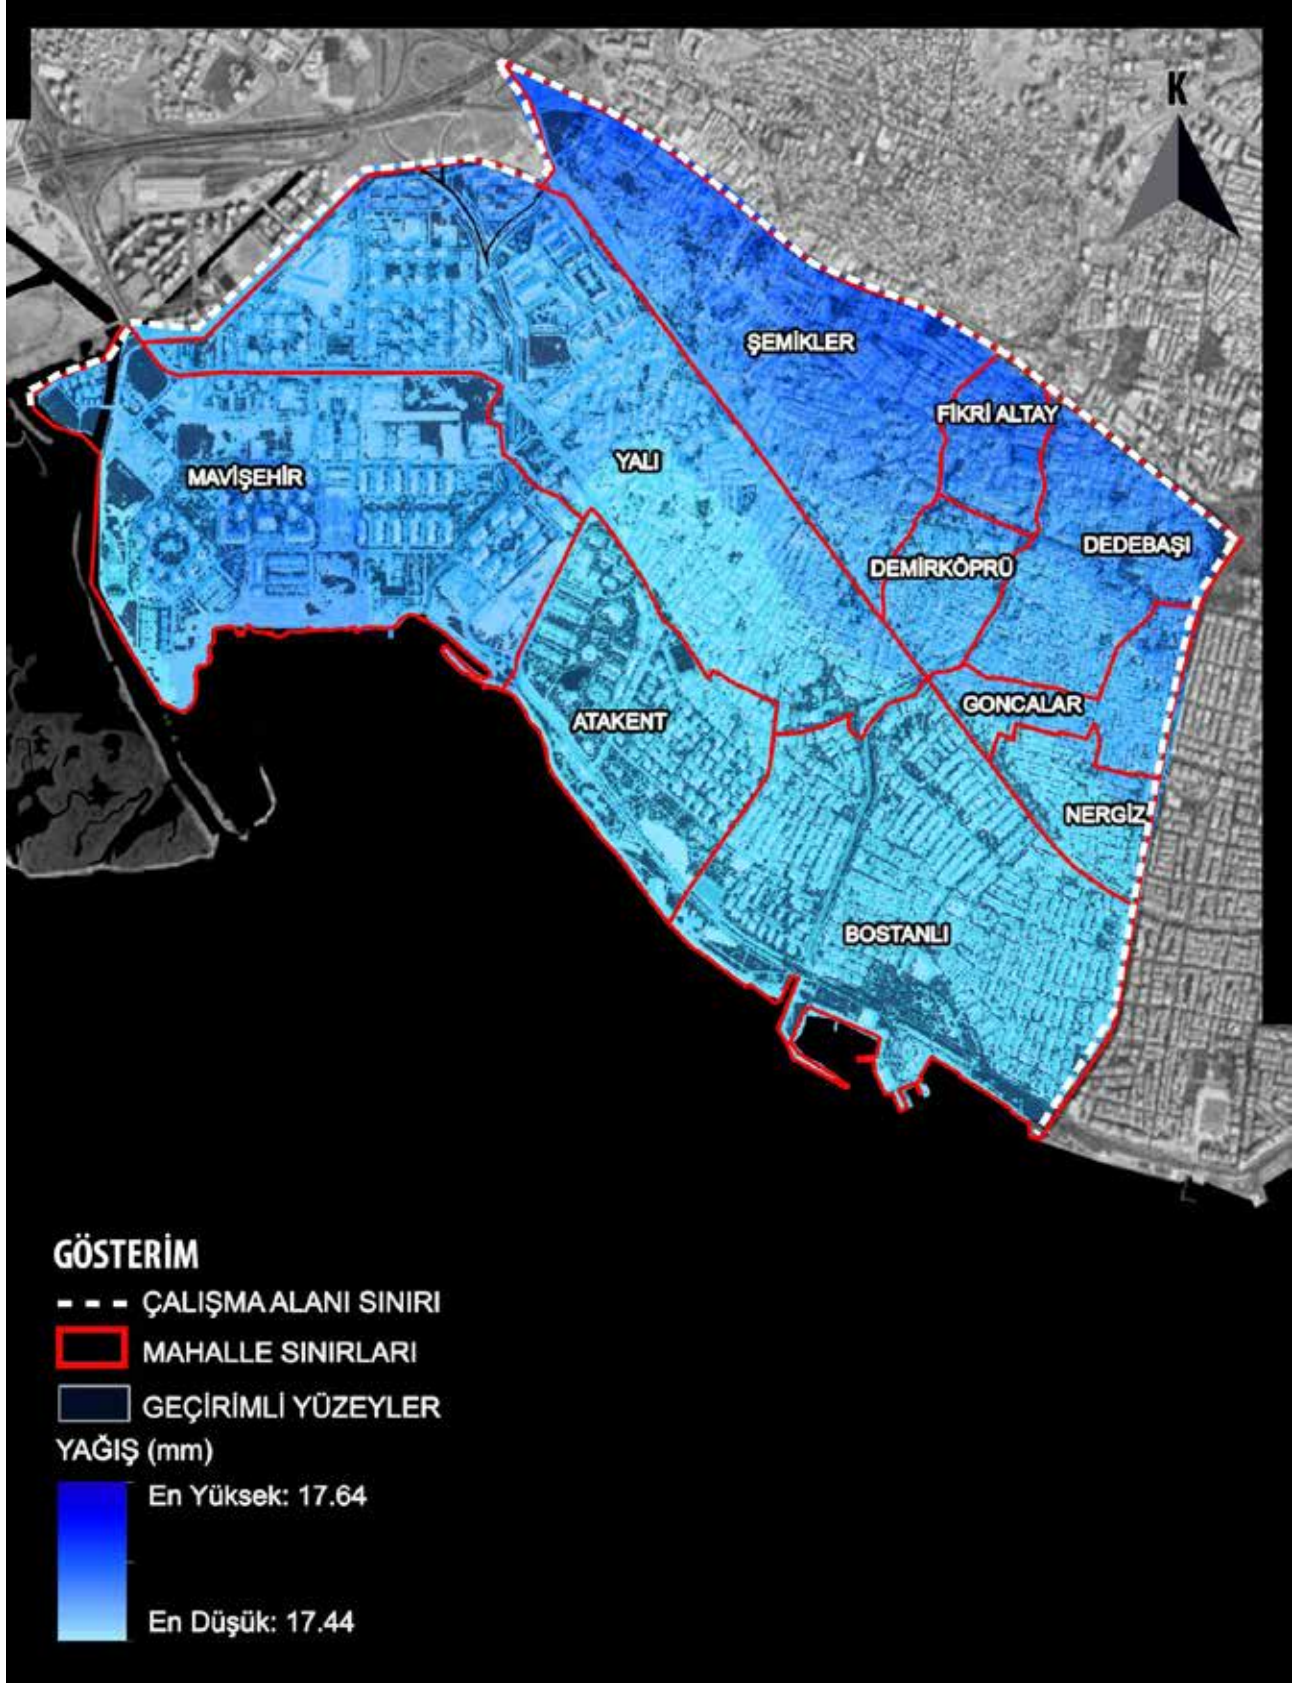 K
ŞEMİKLER
FİKRİ ALTAY
YALI
MAVİŞEHİR
DEDEBAŞI
DEMİRKÖPRÜ
GONCALAR
ATAKENT
NERGİZ
BOSTANLI
GÖSTERİM
ÇALIŞMA ALANI SINIRI
MAHALLE SINIRLARI
GEÇİRİMLİ YÜZEYLER
YAĞIŞ (mm)
En Yüksek: 17.64
En Düşük: 17.44